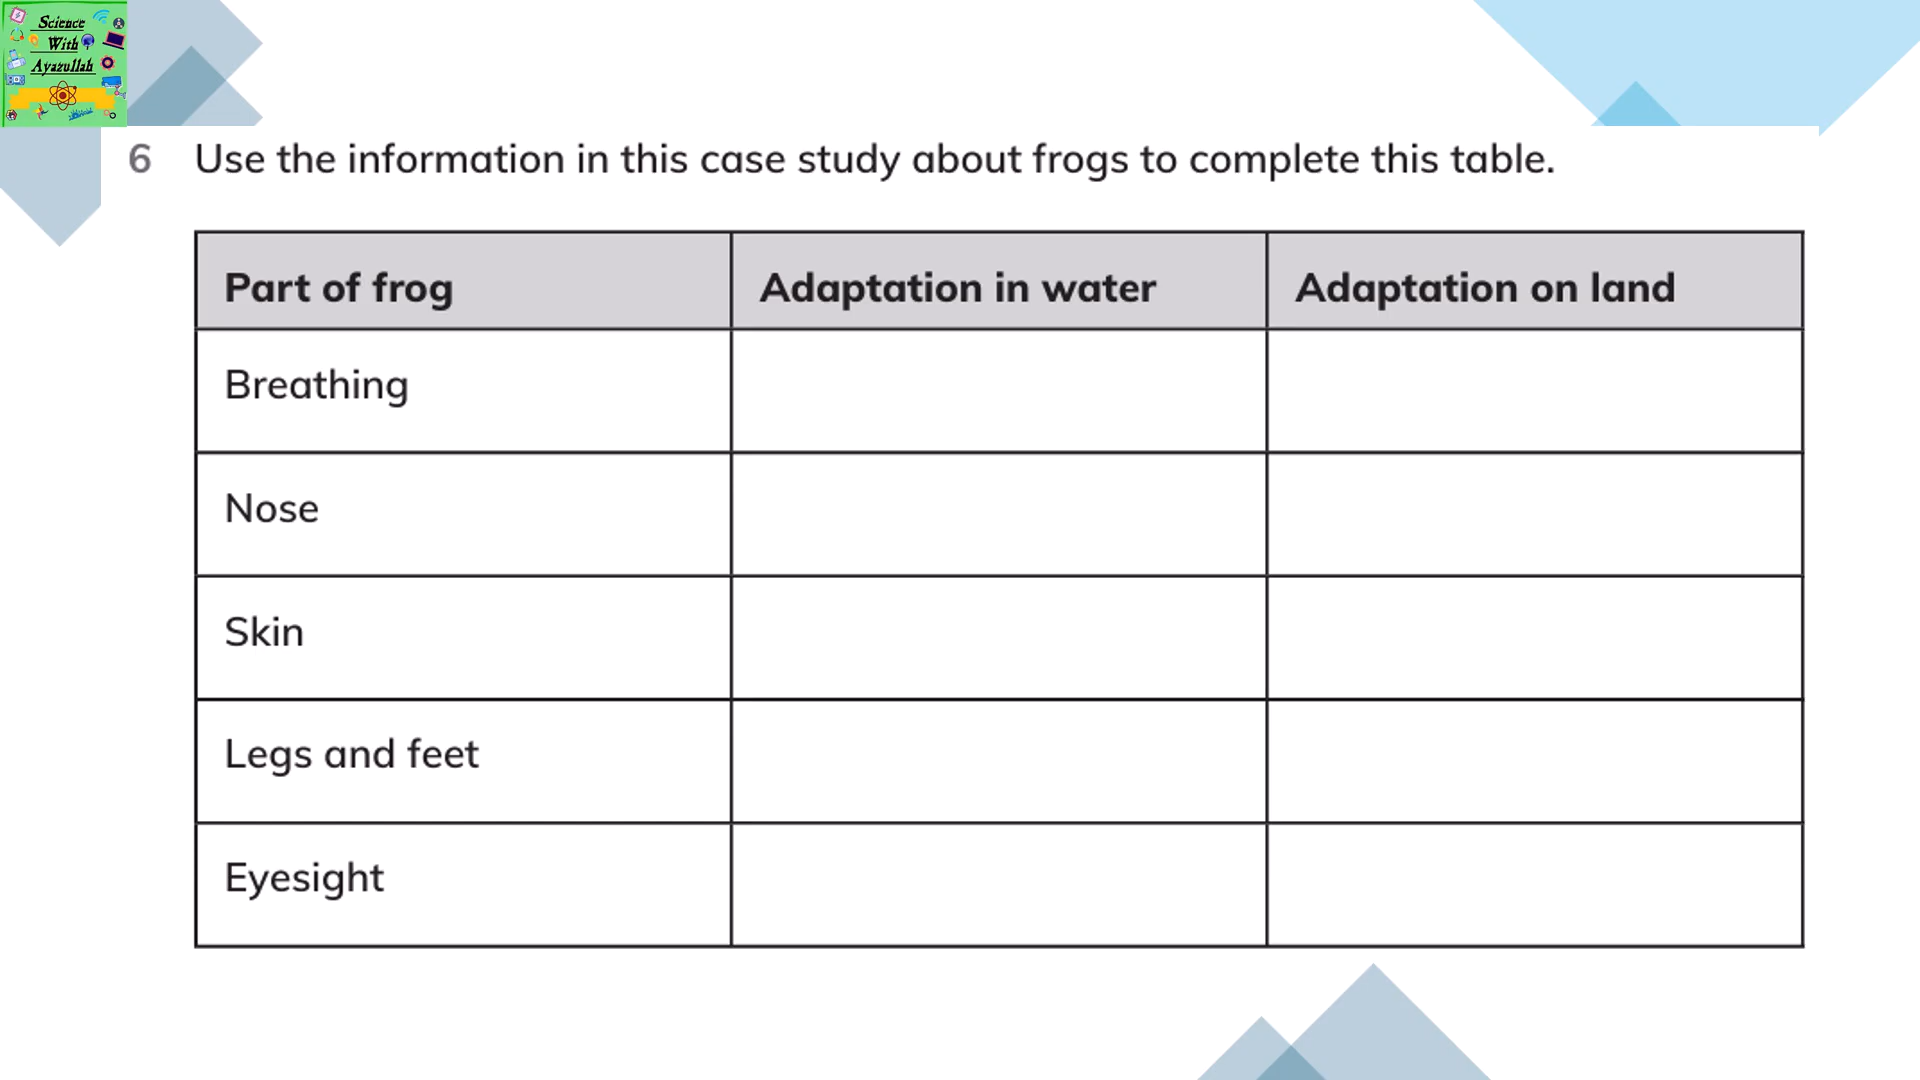 Science
With
Ayazullah
6 Use the information in this case study about frogs to complete this table.
Part of frog Adaptation in water Adaptation on land
Breathing
Nose
Skin
Legs and feet
Eyesight